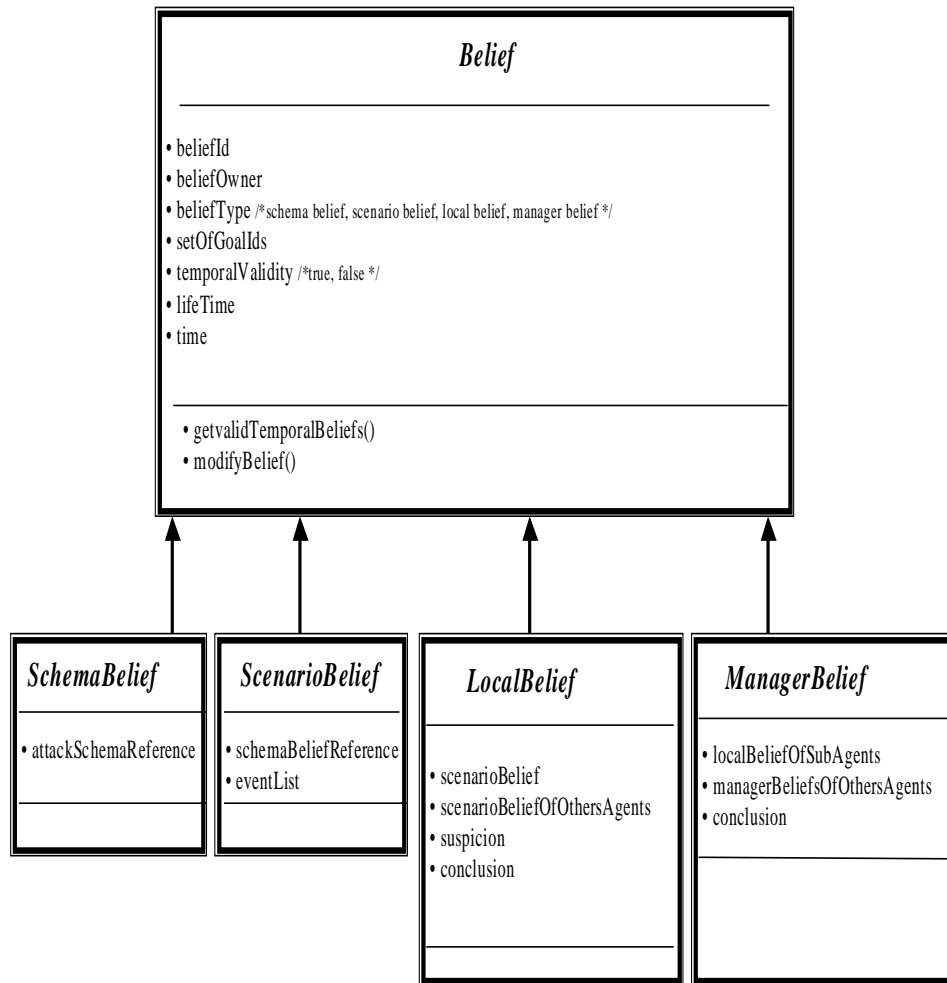 Belief
• beliefId
• beliefOwner
• beliefType /*schema belief, scenario belief, local belief, manager belief */
• setOfGoalIds
• temporalValidity /*true, false */
• lifeTime
• time
• getvalidTemporalBeliefs()
• modifyBelief()
SchemaBelief
• attackSchemaReference
ScenarioBelief
• schemaBeliefReference
• eventList
LocalBelief
• scenarioBelief
• scenarioBeliefOfOthersAgents
• suspicion
• conclusion
ManagerBelief
• localBeliefOfSubAgents
• managerBeliefsOfOthersAgents
• conclusion